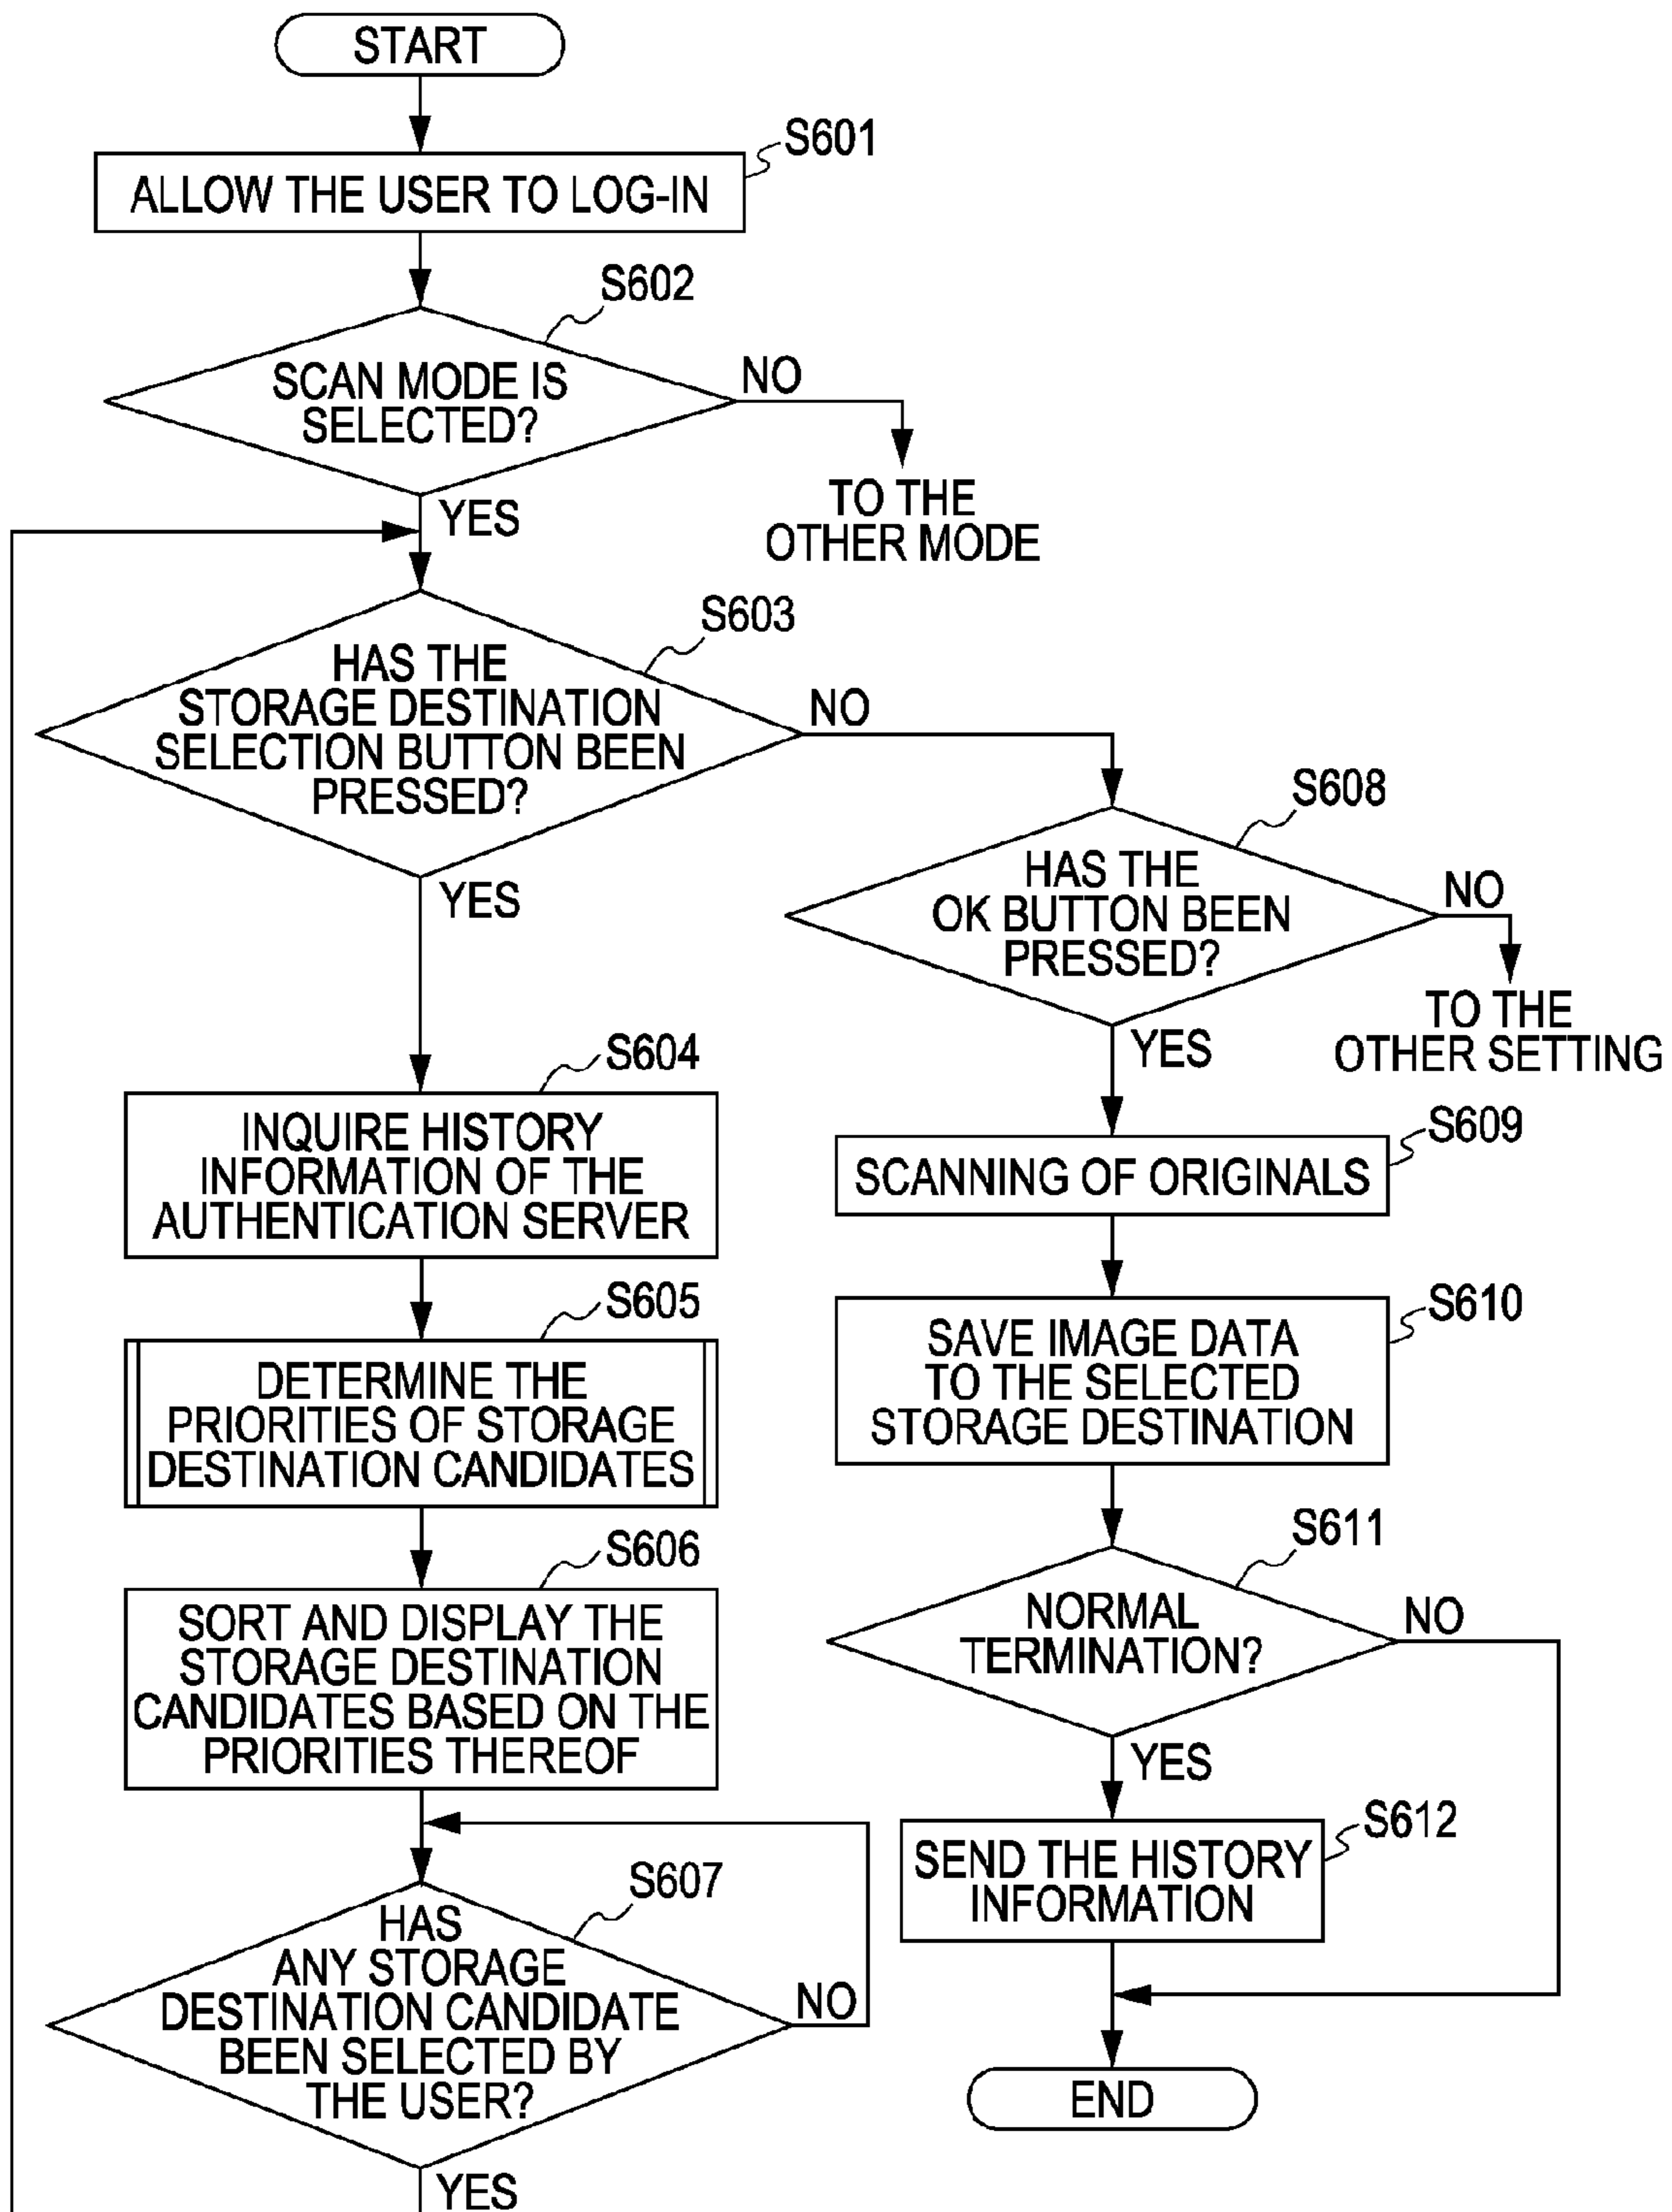 START
S601
ALLOW THE USER TO LOG-IN
S602
SCAN MODE IS
SELECTED?
NO
TO THE
OTHER MODE
YES
S603
HAS THE
STORAGE DESTINATION
SELECTION BUTTON BEEN
PRESSED?
NO
YES
S608
HAS THE
OK BUTTON BEEN
PRESSED?
NO
TO THE
OTHER SETTING
YES
S604
INQUIRE HISTORY
INFORMATION OF THE
AUTHENTICATION SERVER
S609
SCANNING OF ORIGINALS
S605
DETERMINE THE
PRIORITIES OF STORAGE
DESTINATION CANDIDATES
S610
SAVE IMAGE DATA
TO THE SELECTED
STORAGE DESTINATION
S606
SORT AND DISPLAY THE
STORAGE DESTINATION
CANDIDATES BASED ON THE
PRIORITIES THEREOF
S611
NORMAL
TERMINATION?
NO
YES
S612
SEND THE HISTORY
INFORMATION
S607
HAS
ANY STORAGE
DESTINATION CANDIDATE
BEEN SELECTED BY
THE USER?
NO
YES
END